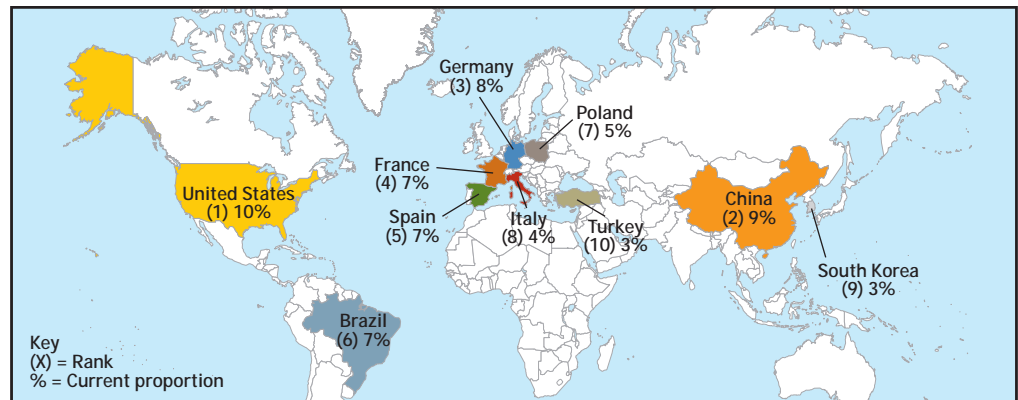 Germany
(3) 8%
Poland
(7) 5%
France
(4) 7%
United States
(1) 10%
Spain
(5) 7%
Italy
(8) 4%
Turkey
(10) 3%
China
(2) 9%
South Korea
(9) 3%
Brazil
(6) 7%
Key
(X) = Rank
% = Current proportion